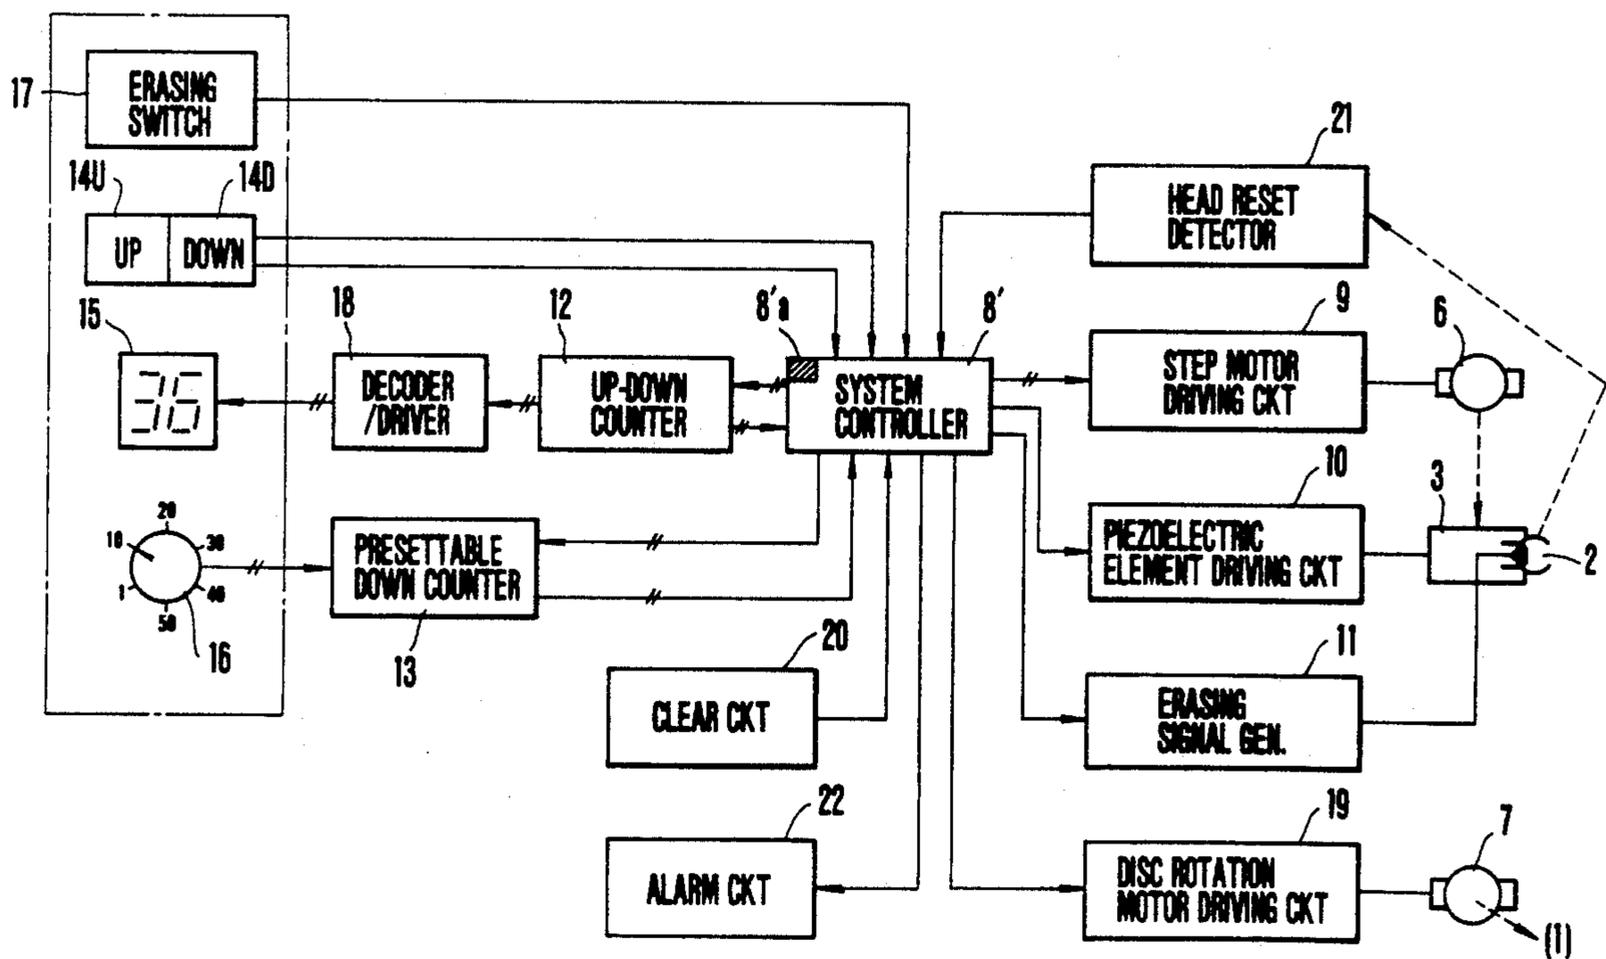 17
ERASING
SWITCH
14U
14D
UP
DOWN
15
36
18
DECODER
/DRIVER
12
UP-DOWN
COUNTER
8'a
8'
SYSTEM
CONTROLLER
21
HEAD RESET
DETECTOR
9
STEP MOTOR
DRIVING CKT
6
10
PIEZOELECTRIC
ELEMENT DRIVING CKT
3
2
1
10
20
30
40
50
16
PRESETTABLE
DOWN COUNTER
13
20
CLEAR CKT
11
ERASING
SIGNAL GEN.
22
ALARM CKT
19
DISC ROTATION
MOTOR DRIVING CKT
7
(1)